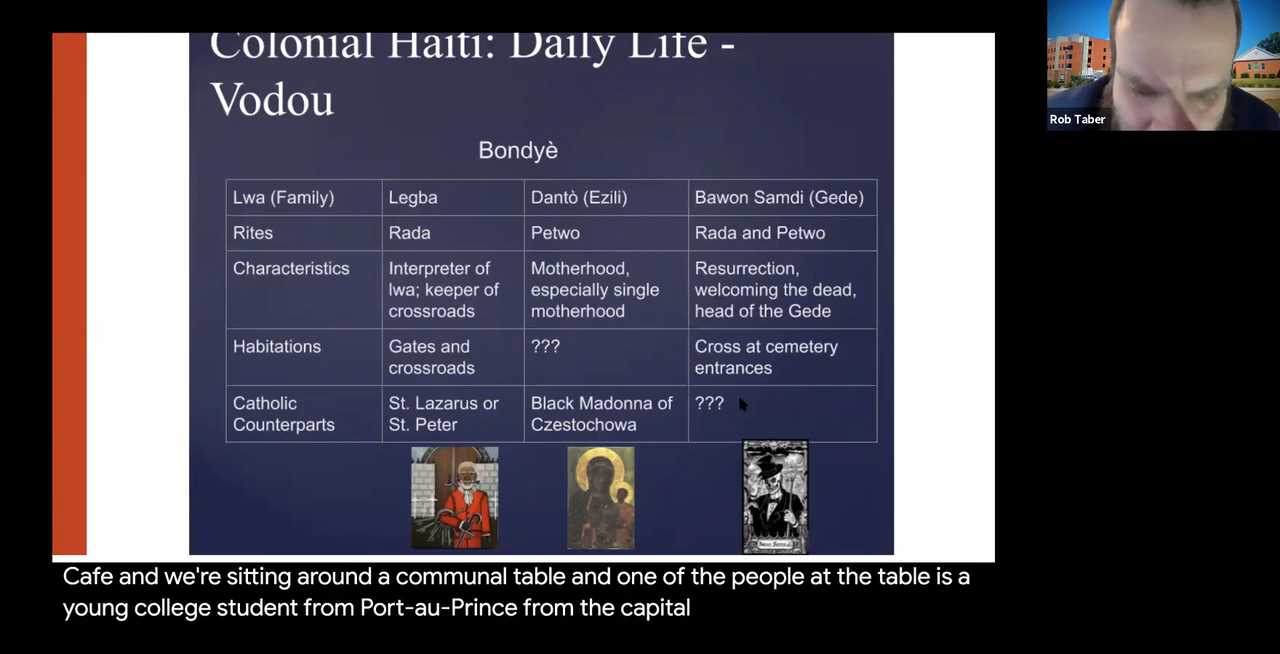 Colonial Haiti: Daily Life -
Vodou
Bondyè
Lwa (Family) Legba Dantò (Ezili) Bawon Samdi (Gede)
Rites Rada Petwo Rada and Petwo
Characteristics Interpreter of lwa; keeper of crossroads Motherhood, especially single motherhood Resurrection, welcoming the dead, head of the Gede
Habitations Gates and crossroads ??? Cross at cemetery entrances
Catholic Counterparts St. Lazarus or St. Peter Black Madonna of Czestochowa ???
Rob Taber
Cafe and we're sitting around a communal table and one of the people at the table is a
young college student from Port-au-Prince from the capital